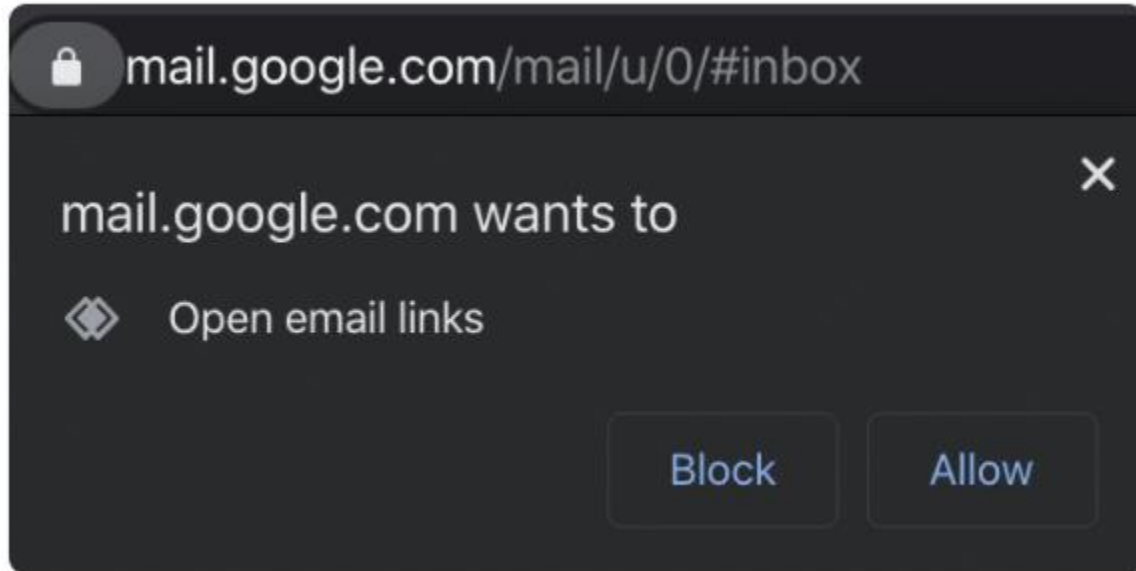 mail.google.com/mail/u/0/#inbox
mail.google.com wants to
Open email links
Block Allow